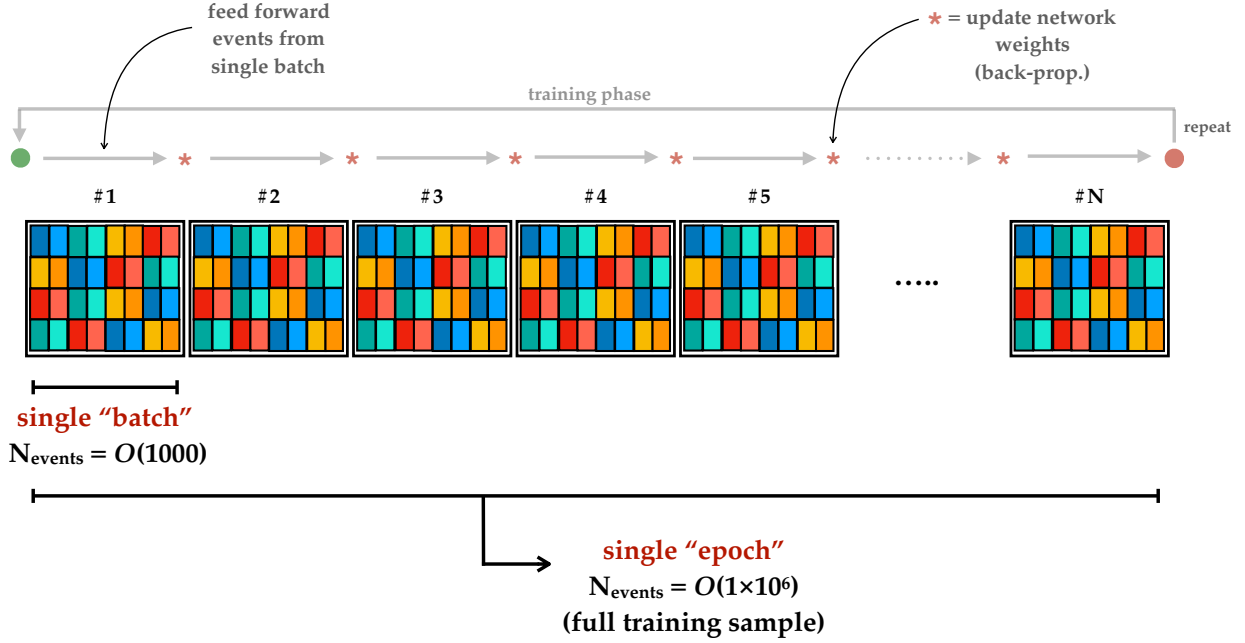 feed forward
events from
single batch
* = update network
weights
(back-prop.)
training phase
repeat
* * * * * *
#1 #2 #3 #4 #5 #N
.....
single “batch”
Nevents = O(1000)
single “epoch”
Nevents = O(1×10⁶)
(full training sample)